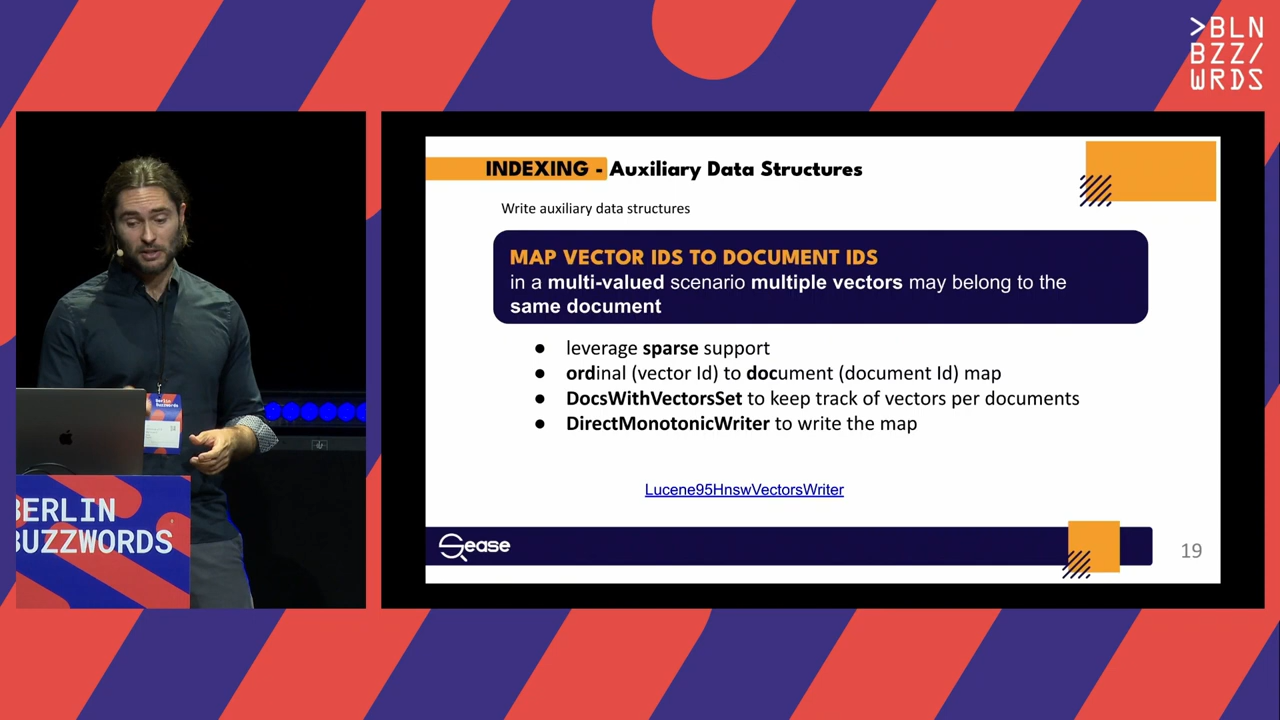 >BLN
BZZ/
WRDS
INDEXING - Auxiliary Data Structures
Write auxiliary data structures
MAP VECTOR IDS TO DOCUMENT IDS
in a multi-valued scenario multiple vectors may belong to the
same document
● leverage sparse support
● ordinal (vector Id) to document (document Id) map
● DocsWithVectorsSet to keep track of vectors per documents
● DirectMonotonicWriter to write the map
Lucene95HnswVectorsWriter
Sease
19
Berlin
Buzzwords
BERLIN
BUZZWORDS